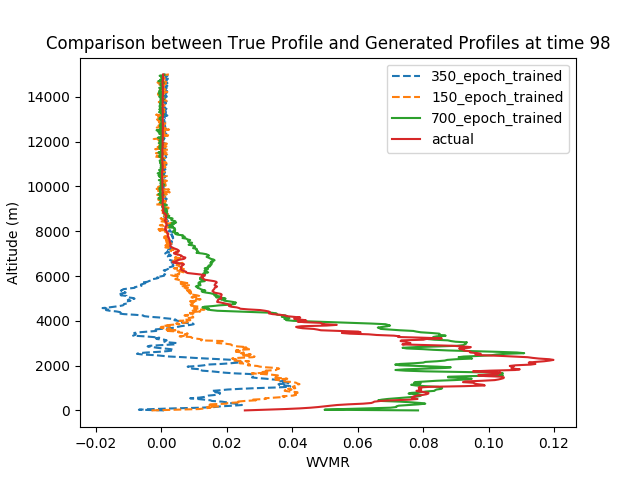 Comparison between True Profile and Generated Profiles at time 98
350_epoch_trained
150_epoch_trained
700_epoch_trained
actual
Altitude (m)
14000
12000
10000
8000
6000
4000
2000
0
−0.02
0.00
0.02
0.04
0.06
0.08
0.10
0.12
WVMR